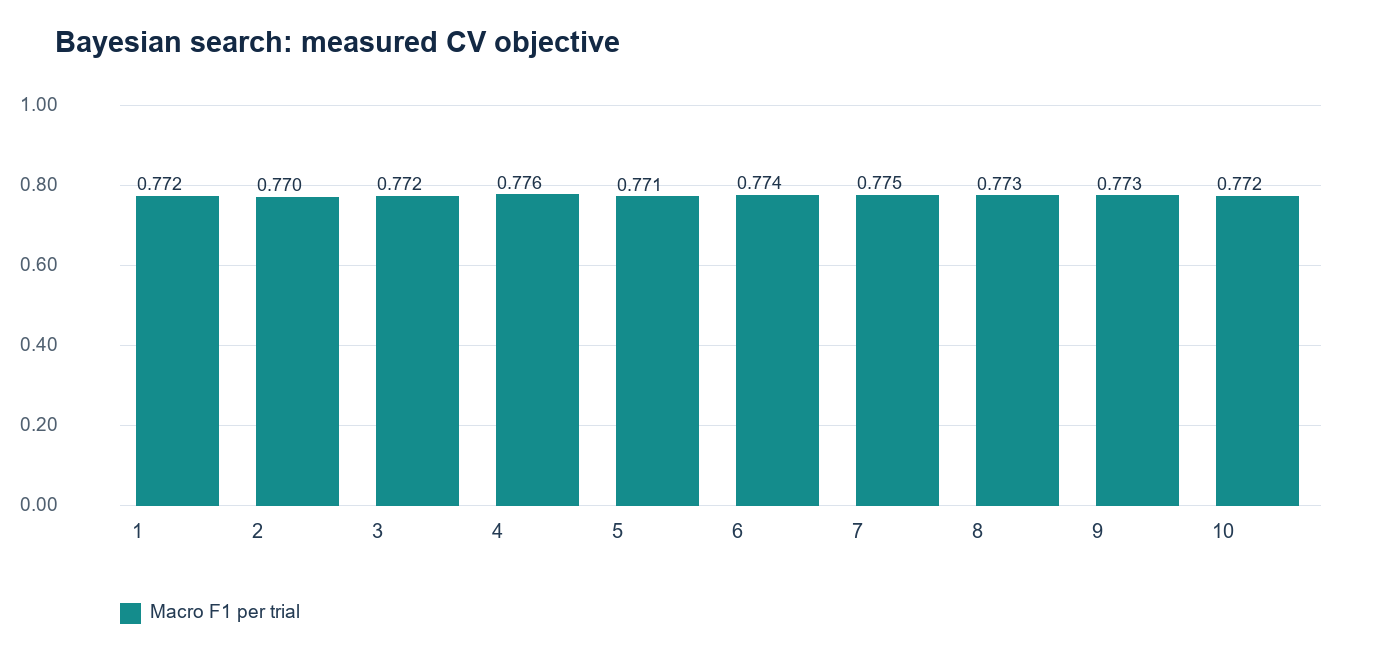 Bayesian search: measured CV objective
1.00
0.80
0.60
0.40
0.20
0.00
0.772 0.770 0.772 0.776 0.771 0.774 0.775 0.773 0.773 0.772
1 2 3 4 5 6 7 8 9 10
Macro F1 per trial